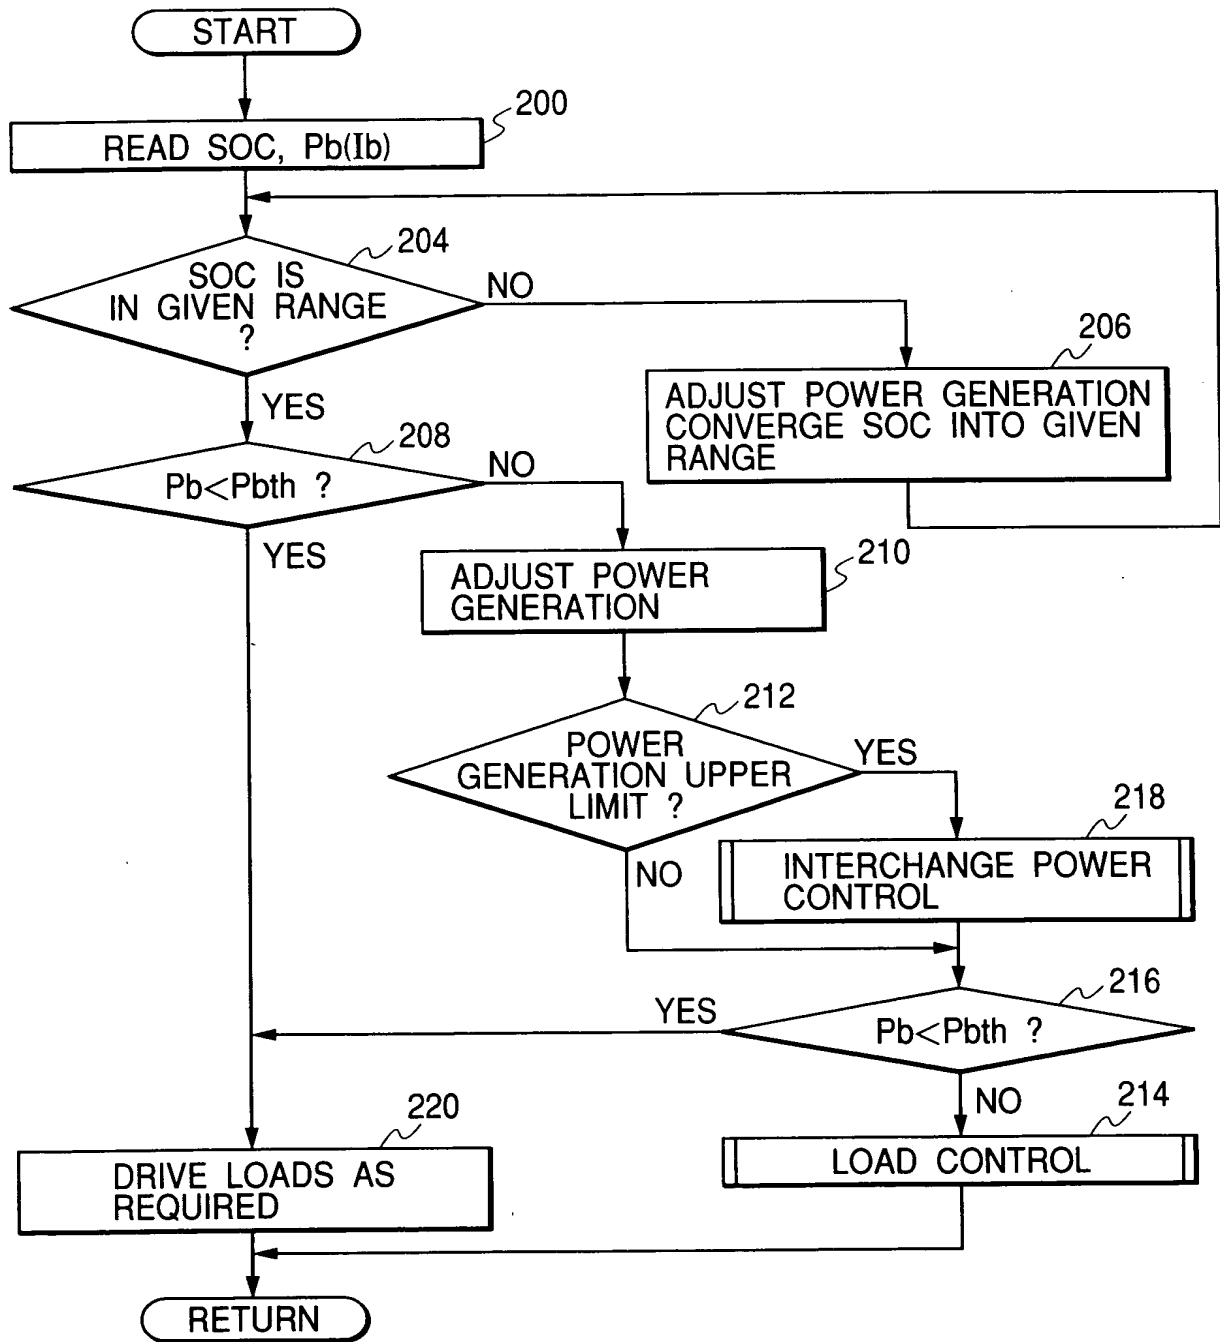 START
200
READ SOC, Pb(Ib)
204
SOC IS
IN GIVEN RANGE
?
NO
206
ADJUST POWER GENERATION
CONVERGE SOC INTO GIVEN
RANGE
YES
208
Pb<Pbth ?
NO
YES
210
ADJUST POWER
GENERATION
212
POWER
GENERATION UPPER
LIMIT ?
YES
218
INTERCHANGE POWER
CONTROL
NO
216
YES
Pb<Pbth ?
NO
214
LOAD CONTROL
220
DRIVE LOADS AS
REQUIRED
RETURN